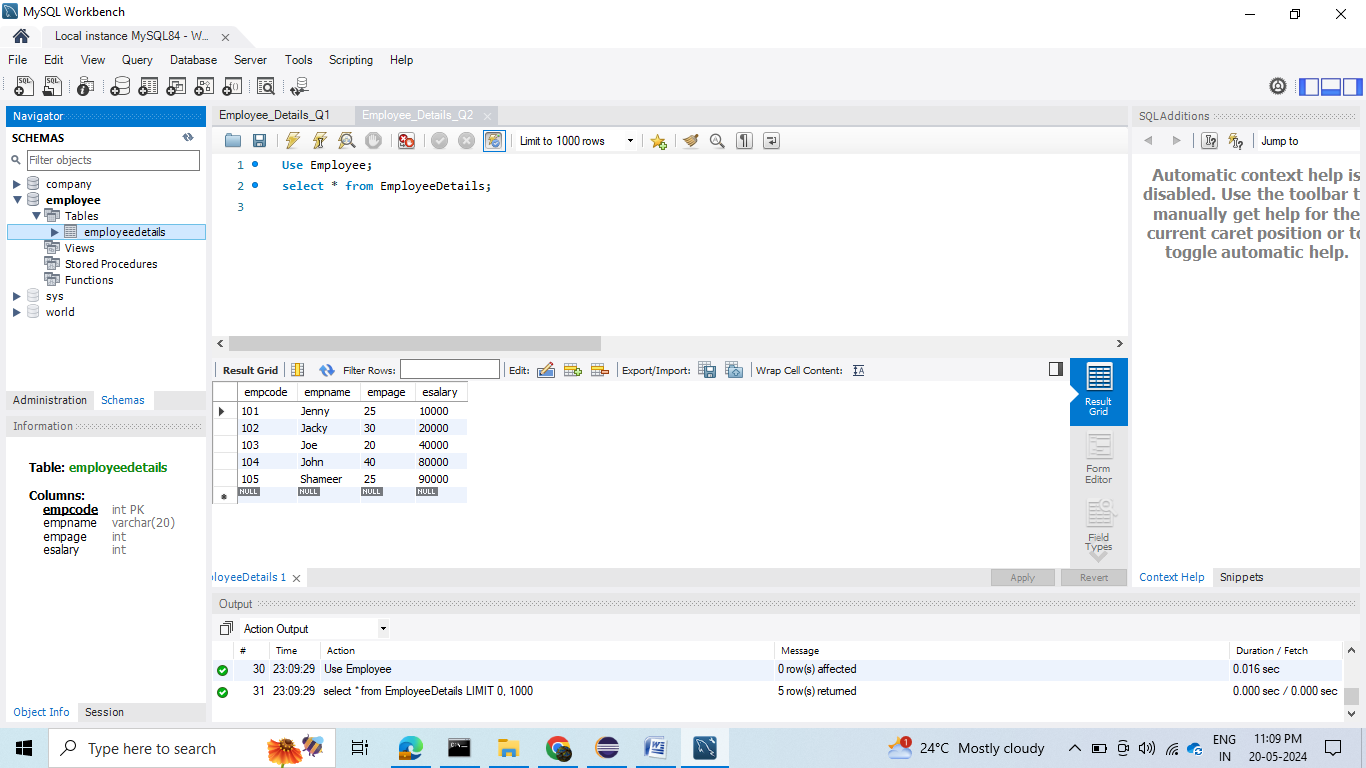 MySQL Workbench
Local instance MySQL84 - W...
File Edit View Query Database Server Tools Scripting Help
Navigator
SCHEMAS
Filter objects
company
employee
Tables
employeedetails
Views
Stored Procedures
Functions
sys
world
Administration Schemas
Information
Table: employeedetails
Columns:
empcode int PK
empname varchar(20)
empage int
esalary int
Object Info Session
Employee_Details_Q1 Employee_Details_Q2
Limit to 1000 rows
1 Use Employee;
2 select * from EmployeeDetails;
3
Result Grid Filter Rows: Edit: Export/Import: Wrap Cell Content: IA
empcode empname empage esalary
101 Jenny 25 10000
102 Jacky 30 20000
103 Joe 20 40000
104 John 40 80000
105 Shameer 25 90000
NULL NULL NULL NULL
Result
Grid
Form
Editor
Field
Types
loyeeDetails 1
Apply Revert
SQLAdditions
Jump to
Automatic context help is
disabled. Use the toolbar t
manually get help for the
current caret position or to
toggle automatic help.
Context Help Snippets
Output
Action Output
# Time Action Message Duration / Fetch
30 23:09:29 Use Employee 0 row(s) affected 0.016 sec
31 23:09:29 select * from EmployeeDetails LIMIT 0, 1000 5 row(s) returned 0.000 sec / 0.000 sec
Type here to search
1
24°C Mostly cloudy
ENG
IN
11:09 PM
20-05-2024